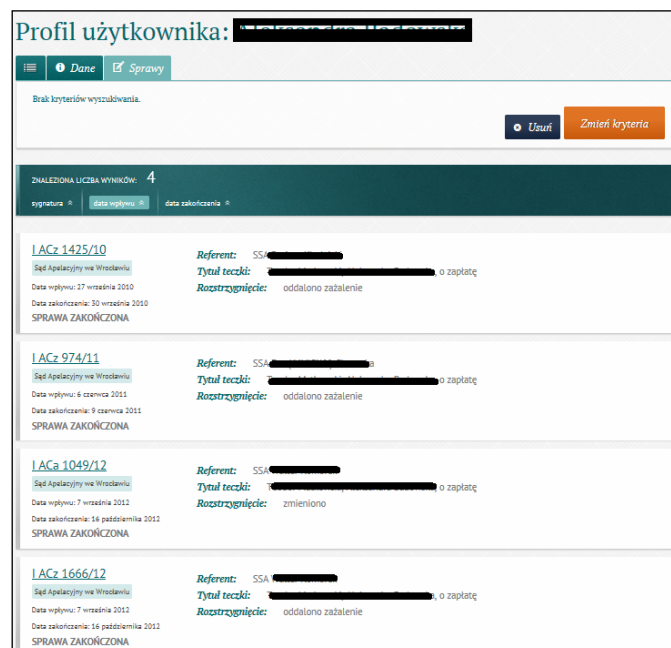 Profil użytkownika:
Dane Sprawy
Brak kryteriów wyszukiwania.
Usuń Zmień kryteria
ZNALEZIONA LICZBA WYNIKÓW: 4
sygnatura data wpływu data zakończenia
I ACz 1425/10
Sąd Apelacyjny we Wrocławiu
Data wpływu: 27 września 2010
Data zakończenia: 30 września 2010
SPRAWA ZAKOŃCZONA
Referent: SSA
Tytuł teczki: , o zapłatę
Rozstrzygnięcie: oddalono zażalenie
I ACz 974/11
Sąd Apelacyjny we Wrocławiu
Data wpływu: 6 czerwca 2011
Data zakończenia: 9 czerwca 2011
SPRAWA ZAKOŃCZONA
Referent: SSA
Tytuł teczki: o zapłatę
Rozstrzygnięcie: oddalono zażalenie
I ACa 1049/12
Sąd Apelacyjny we Wrocławiu
Data wpływu: 7 września 2012
Data zakończenia: 16 października 2012
SPRAWA ZAKOŃCZONA
Referent: SSA
Tytuł teczki: o zapłatę
Rozstrzygnięcie: zmieniono
I ACz 1666/12
Sąd Apelacyjny we Wrocławiu
Data wpływu: 7 września 2012
Data zakończenia: 16 października 2012
SPRAWA ZAKOŃCZONA
Referent: SSA
Tytuł teczki: , o zapłatę
Rozstrzygnięcie: oddalono zażalenie